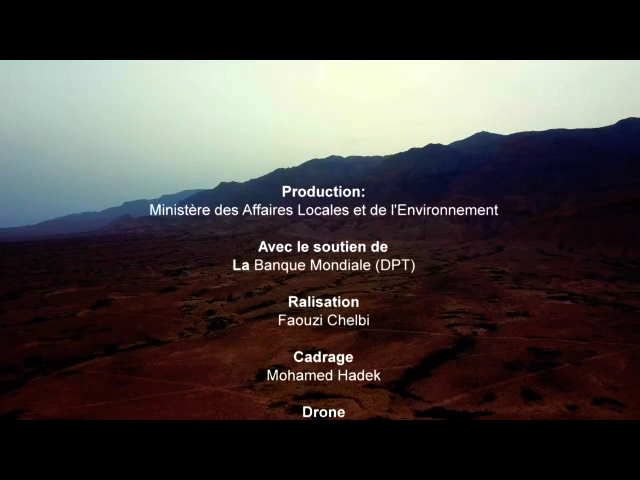 Production:
Ministère des Affaires Locales et de l'Environnement
Avec le soutien de
La Banque Mondiale (DPT)
Ralisation
Faouzi Chelbi
Cadrage
Mohamed Hadek
Drone